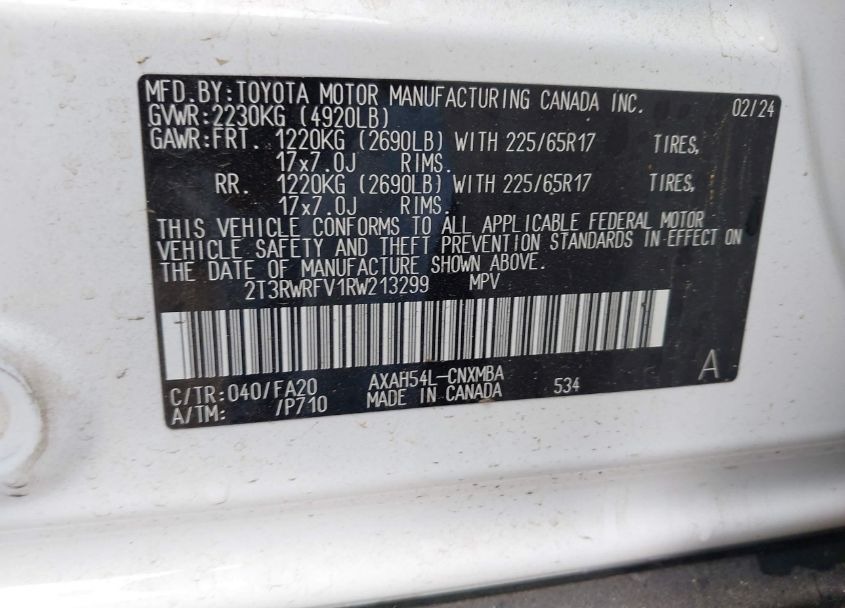 MFD.BY:TOYOTA MOTOR MANUFACTURING CANADA INC. 02/24
GVWR:2230KG (4920LB)
GAWR:FRT. 1220KG (2690LB) WITH 225/65R17 TIRES,
17x7.0J RIMS.
RR. 1220KG (2690LB) WITH 225/65R17 TIRES,
17x7.0J RIMS.
THIS VEHICLE CONFORMS TO ALL APPLICABLE FEDERAL MOTOR
VEHICLE SAFETY AND THEFT PREVENTION STANDARDS IN EFFECT ON
THE DATE OF MANUFACTURE SHOWN ABOVE.
2T3RWRFV1RW213299 MPV
C/TR:040/FA20 AXAH54L-CNXMBA 534 A
A/TM: /P710 MADE IN CANADA